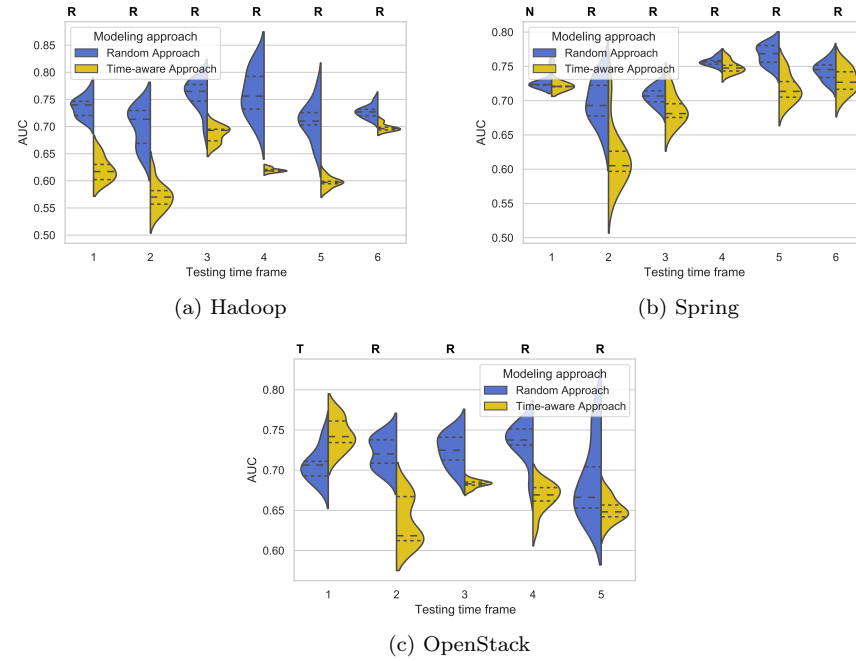 R R R R R R
Modeling approach
Random Approach
Time-aware Approach
0.85
0.80
0.75
0.70
0.65
0.60
0.55
0.50
AUC
1 2 3 4 5 6
Testing time frame
(a) Hadoop
N R R R R R
Modeling approach
Random Approach
Time-aware Approach
0.80
0.75
0.70
0.65
0.60
0.55
0.50
AUC
1 2 3 4 5 6
Testing time frame
(b) Spring
T R R R R
Modeling approach
Random Approach
Time-aware Approach
0.80
0.75
0.70
0.65
0.60
AUC
1 2 3 4 5
Testing time frame
(c) OpenStack